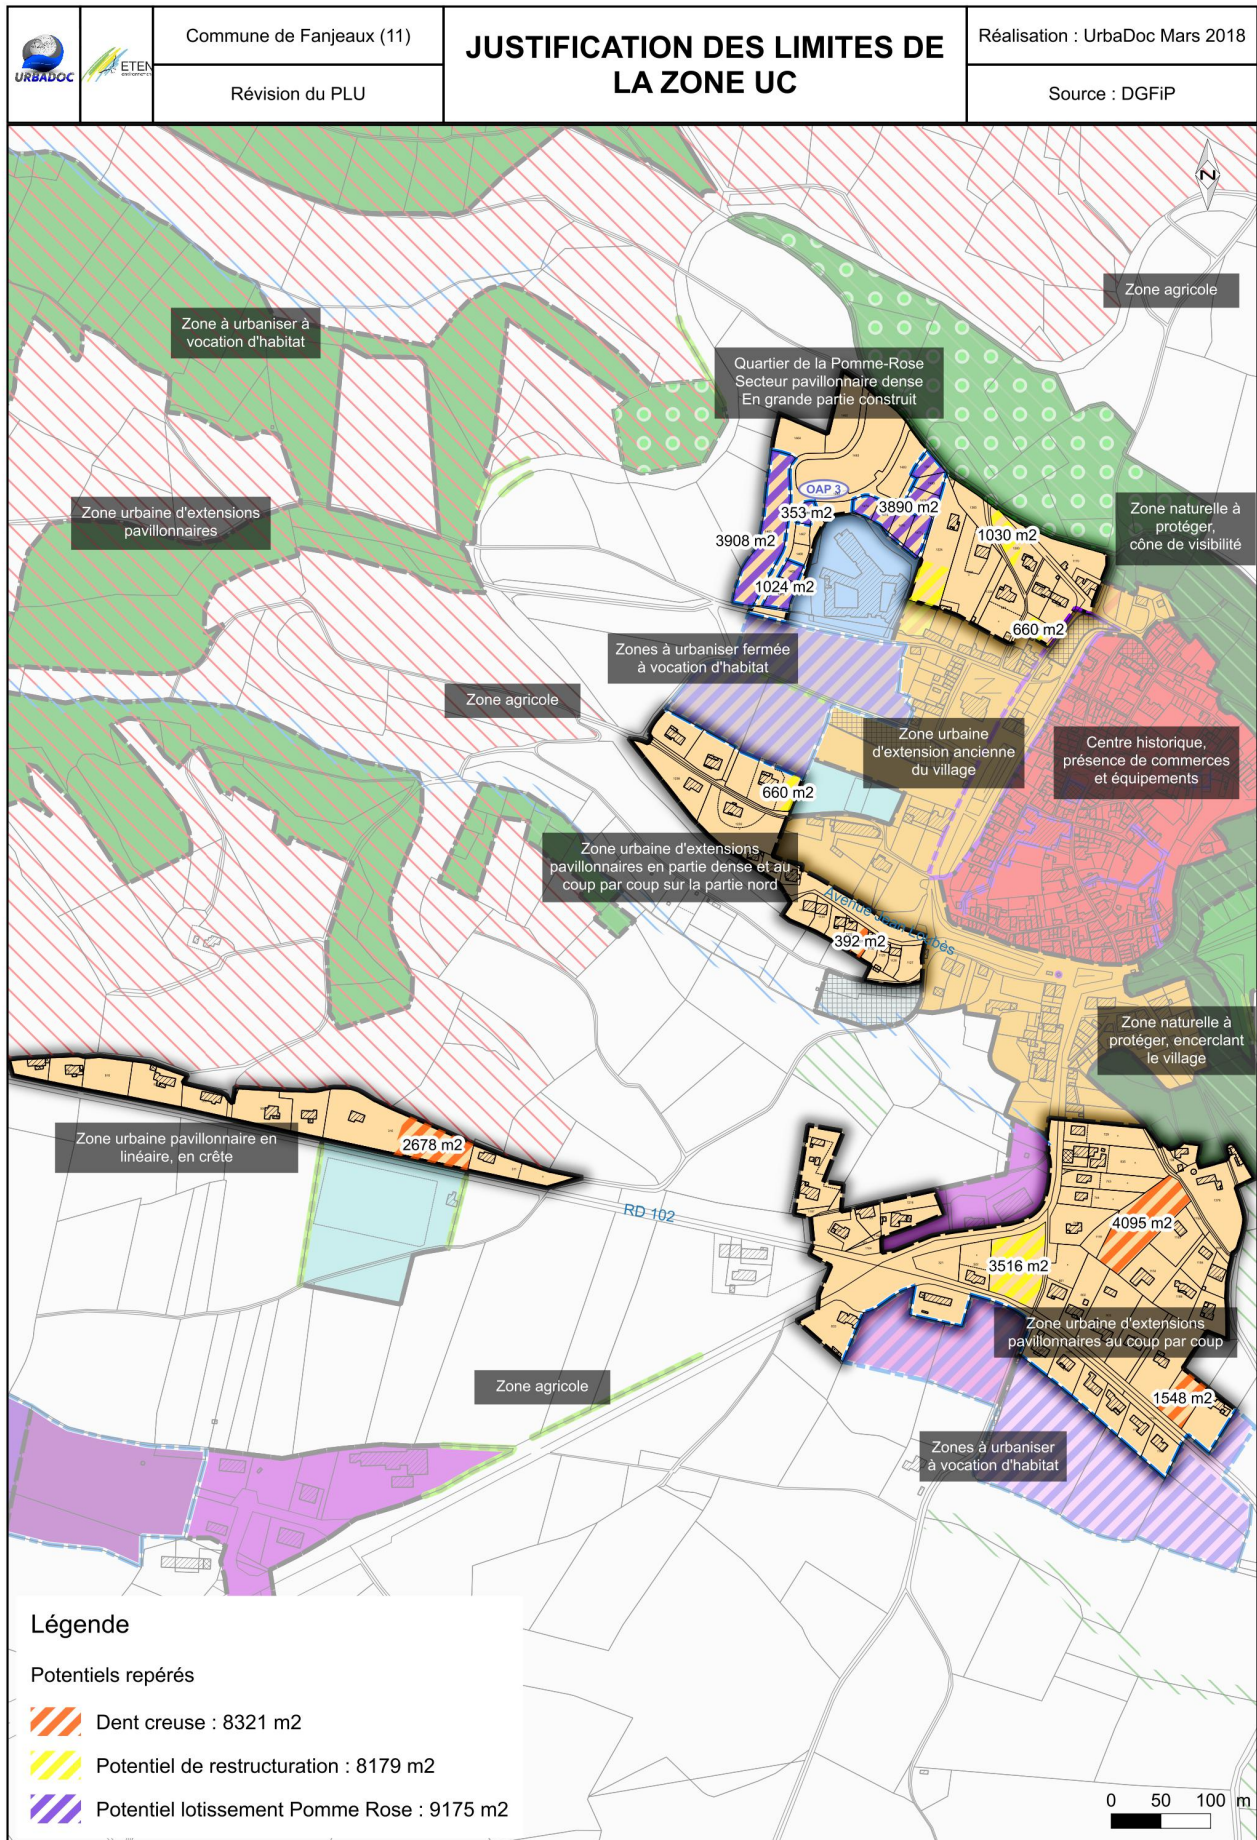 URBADOC
ETEN
environnement
Commune de Fanjeaux (11)
Révision du PLU
JUSTIFICATION DES LIMITES DE
LA ZONE UC
Réalisation : UrbaDoc Mars 2018
Source : DGFiP
N
Zone agricole
Zone à urbaniser à
vocation d'habitat
Quartier de la Pomme-Rose
Secteur pavillonnaire dense
En grande partie construit
Zone urbaine d'extensions
pavillonnaires
OAP 3
353 m2
3890 m2
3908 m2
1030 m2
Zone naturelle à
protéger,
cône de visibilité
1024 m2
660 m2
Zones à urbaniser fermée
à vocation d'habitat
Zone agricole
Zone urbaine
d'extension ancienne
du village
Centre historique,
présence de commerces
et équipements
660 m2
Zone urbaine d'extensions
pavillonnaires en partie dense et au
coup par coup sur la partie nord
Avenue Jean Loubès
392 m2
Zone naturelle à
protéger, encerclant
le village
Zone urbaine pavillonnaire en
linéaire, en crête
2678 m2
RD 102
4095 m2
3516 m2
Zone urbaine d'extensions
pavillonnaires au coup par coup
Zone agricole
1548 m2
Zones à urbaniser
à vocation d'habitat
Légende
Potentiels repérés
Dent creuse : 8321 m2
Potentiel de restructuration : 8179 m2
Potentiel lotissement Pomme Rose : 9175 m2
0 50 100 m